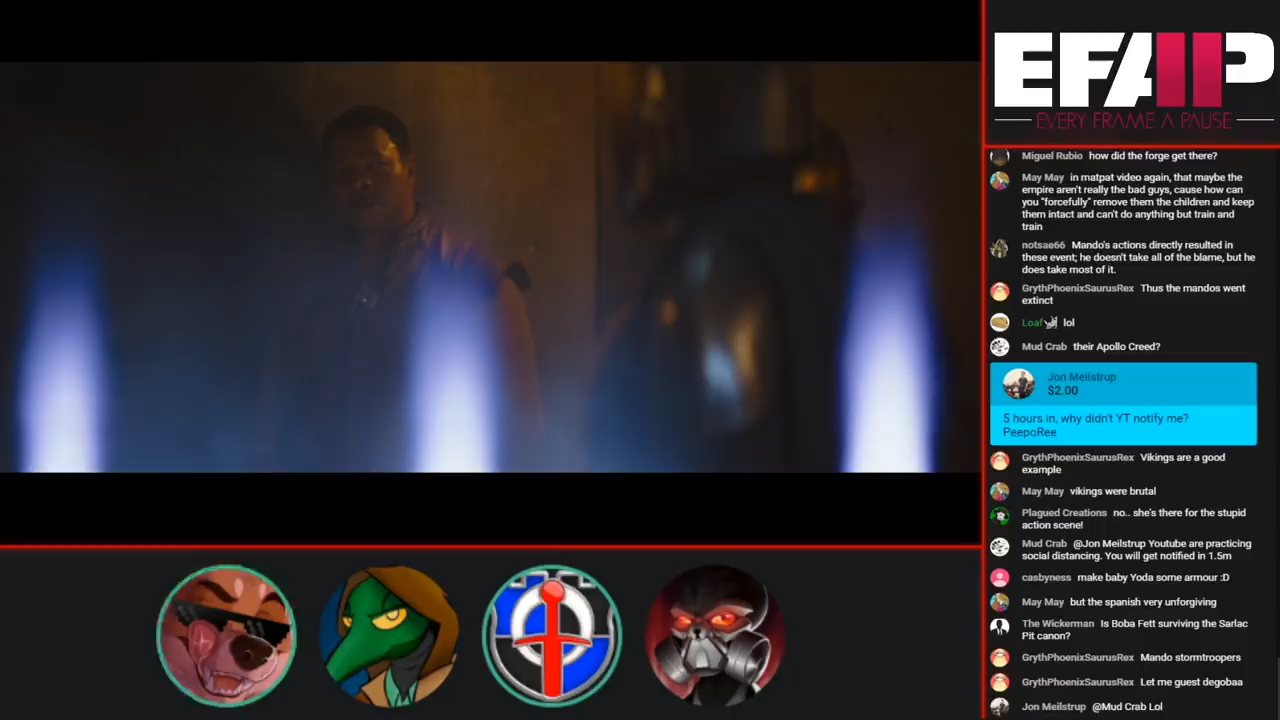 EFAP
EVERY FRAME A PAUSE
Miguel Rubio how did the forge get there?
May May in matpat video again, that maybe the
empire aren't really the bad guys, cause how can
you "forcefully" remove them the children and keep
them intact and can't do anything but train and
train
notsae66 Mando's actions directly resulted in
these event; he doesn't take all of the blame, but he
does take most of it.
GrythPhoenixSaurusRex Thus the mandos went
extinct
Loaf lol
Mud Crab their Apollo Creed?
Jon Meilstrup
$2.00
5 hours in, why didn't YT notify me?
PeepoRee
GrythPhoenixSaurusRex Vikings are a good
example
May May vikings were brutal
Plagued Creations no.. she's there for the stupid
action scene!
Mud Crab @Jon Meilstrup Youtube are practicing
social distancing. You will get notified in 1.5m
casbyness make baby Yoda some armour :D
May May but the spanish very unforgiving
The Wickerman Is Boba Fett surviving the Sarlac
Pit canon?
GrythPhoenixSaurusRex Mando stormtroopers
GrythPhoenixSaurusRex Let me guest degobaa
Jon Meilstrup @Mud Crab Lol